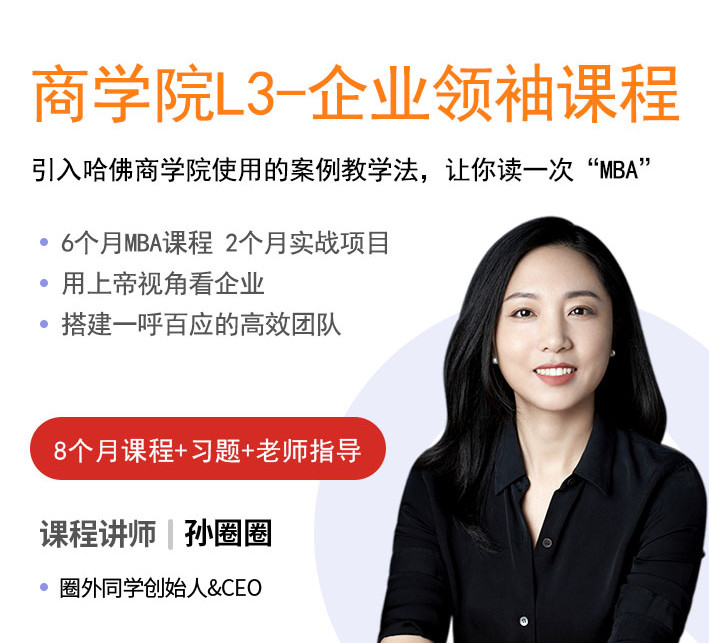 商学院L3-企业领袖课程
引入哈佛商学院使用的案例教学法，让你读一次“MBA”
6个月MBA课程 2个月实战项目
用上帝视角看企业
搭建一呼百应的高效团队
8个月课程+习题+老师指导
课程讲师 | 孙圈圈
圈外同学创始人&CEO